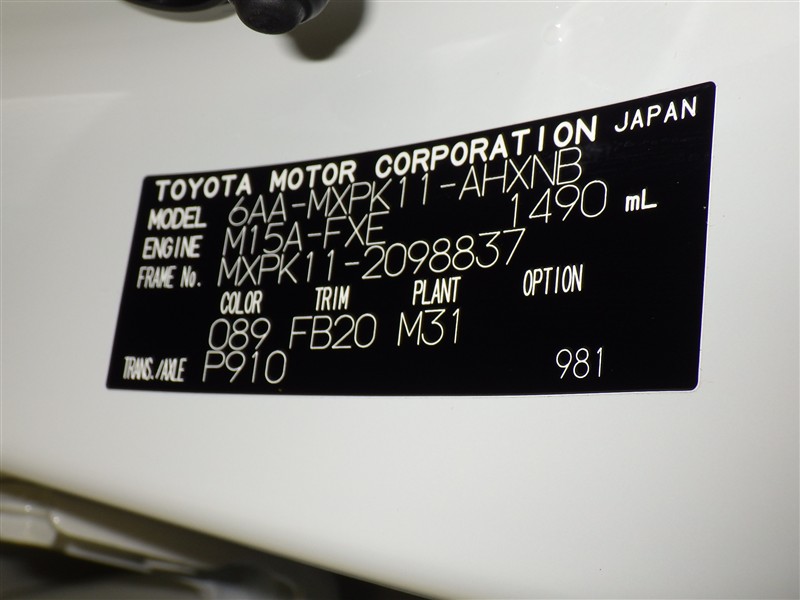 TOYOTA MOTOR CORPORATION JAPAN
MODEL 6AA-MXPK11-AHXNB
ENGINE M15A-FXE 1490 mL
FRAME No. MXPK11-2098837
COLOR TRIM PLANT OPTION
089 FB20 M31
TRANS./AXLE P910 981